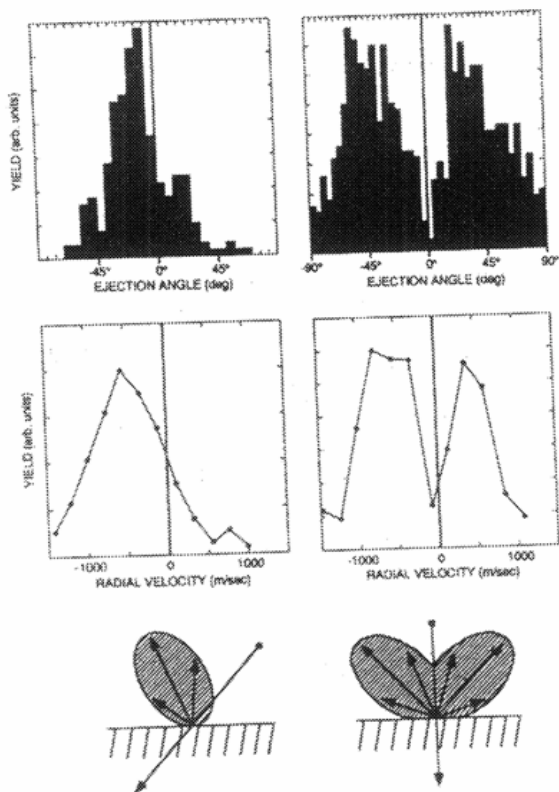 YIELD (arb. units)
-45° 0° 45°
EJECTION ANGLE (deg)
-90° -45° 0° 45° 90°
EJECTION ANGLE (deg)
YIELD (arb. units)
-1000 0 1000
RADIAL VELOCITY (m/sec)
-1000 0 1000
RADIAL VELOCITY (m/sec)